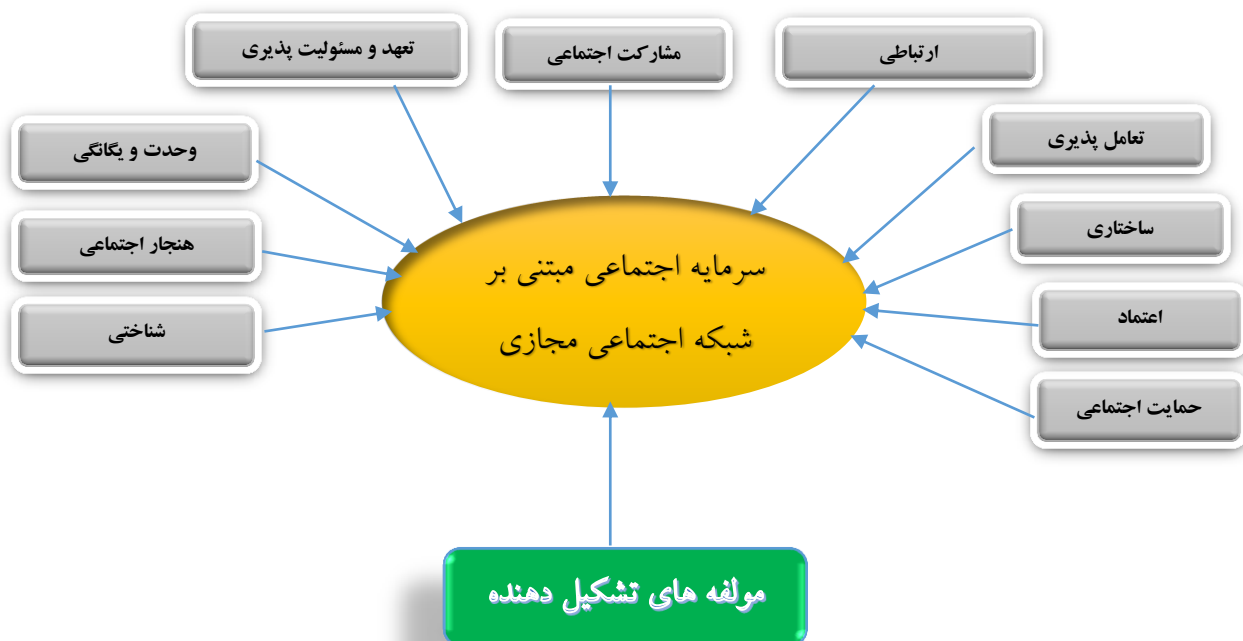 ارتباطی
مشارکت اجتماعی
تعهد و مسئولیت پذیری
تعامل پذیری
وحدت و یگانگی
ساختاری
هنجار اجتماعی
اعتماد
شناختی
حمایت اجتماعی
سرمایه اجتماعی مبتنی بر
شبکه اجتماعی مجازی
مولفه های تشکیل دهنده